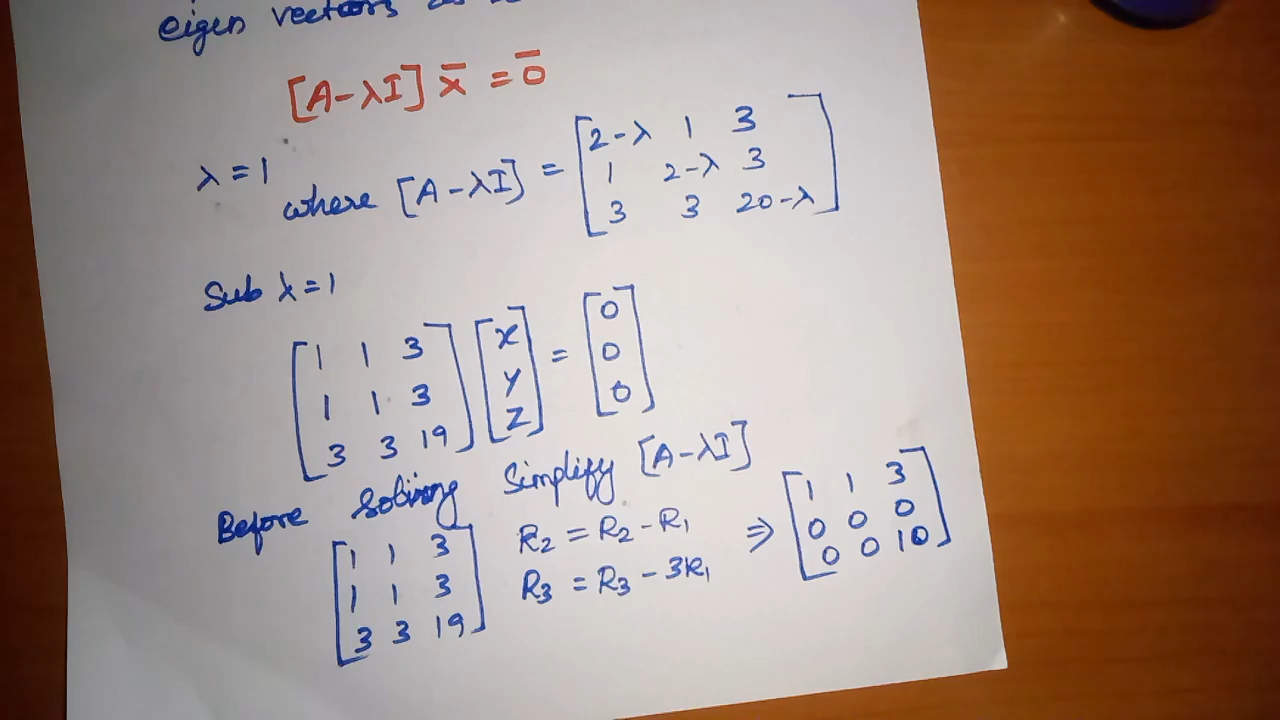 eigen vectors as
[A-λI] x̄ = 0̄
λ = 1
where [A-λI] = [2-λ 1 3
1 2-λ 3
3 3 20-λ]
Sub λ = 1
[1 1 3 [x = [0
1 1 3 y 0
3 3 19] z] 0]
Before solving Simplify [A-λI]
[1 1 3 R₂ = R₂ - R₁ ⇒ [1 1 3
1 1 3 R₃ = R₃ - 3R₁ 0 0 0
3 3 19] 0 0 10]